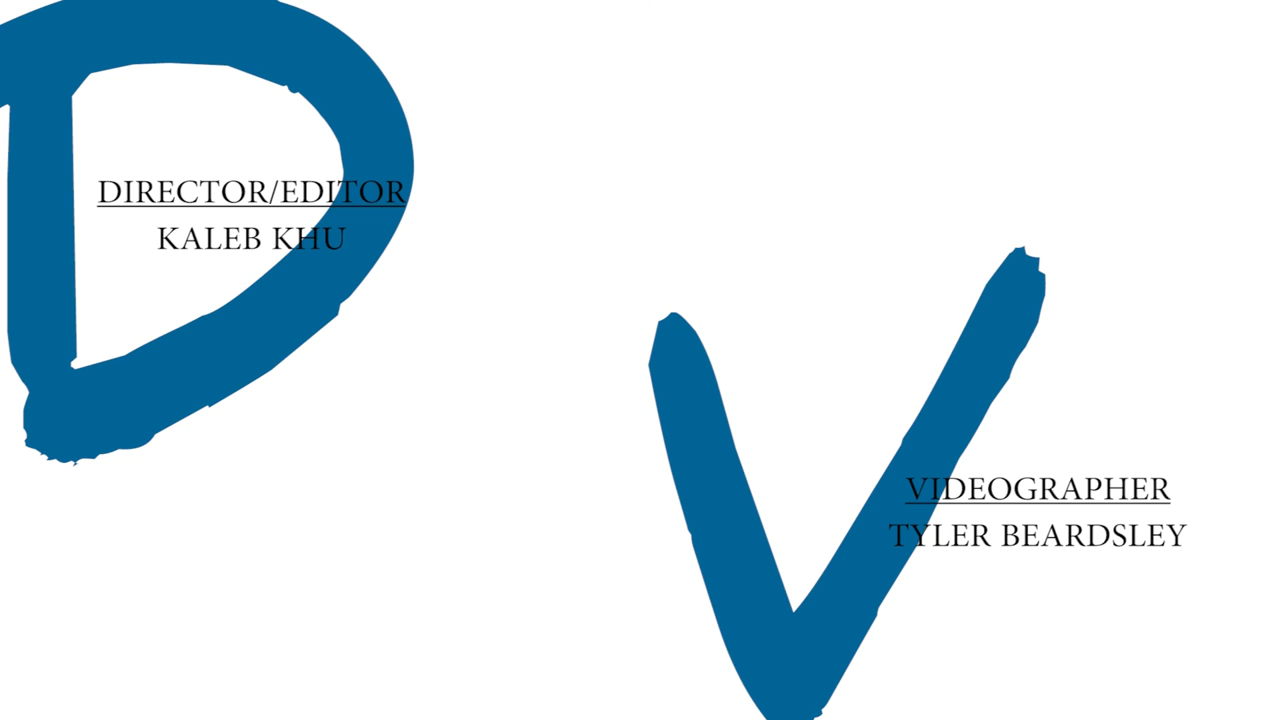 D
DIRECTOR/EDITOR
KALEB KHU
V
VIDEOGRAPHER
TYLER BEARDSLEY